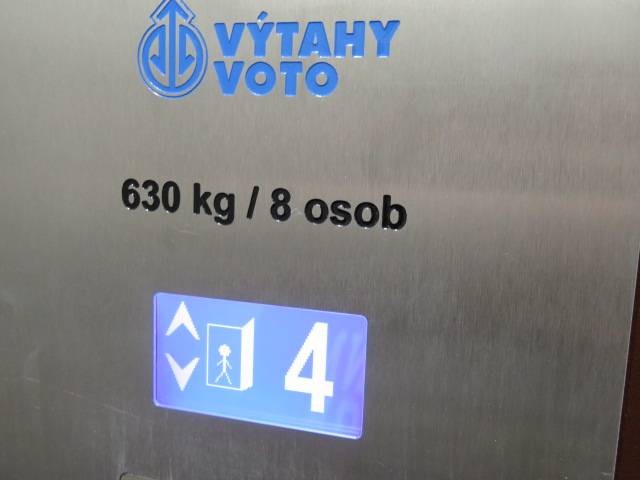 VÝTAHY
VOTO
630 kg / 8 osob
4